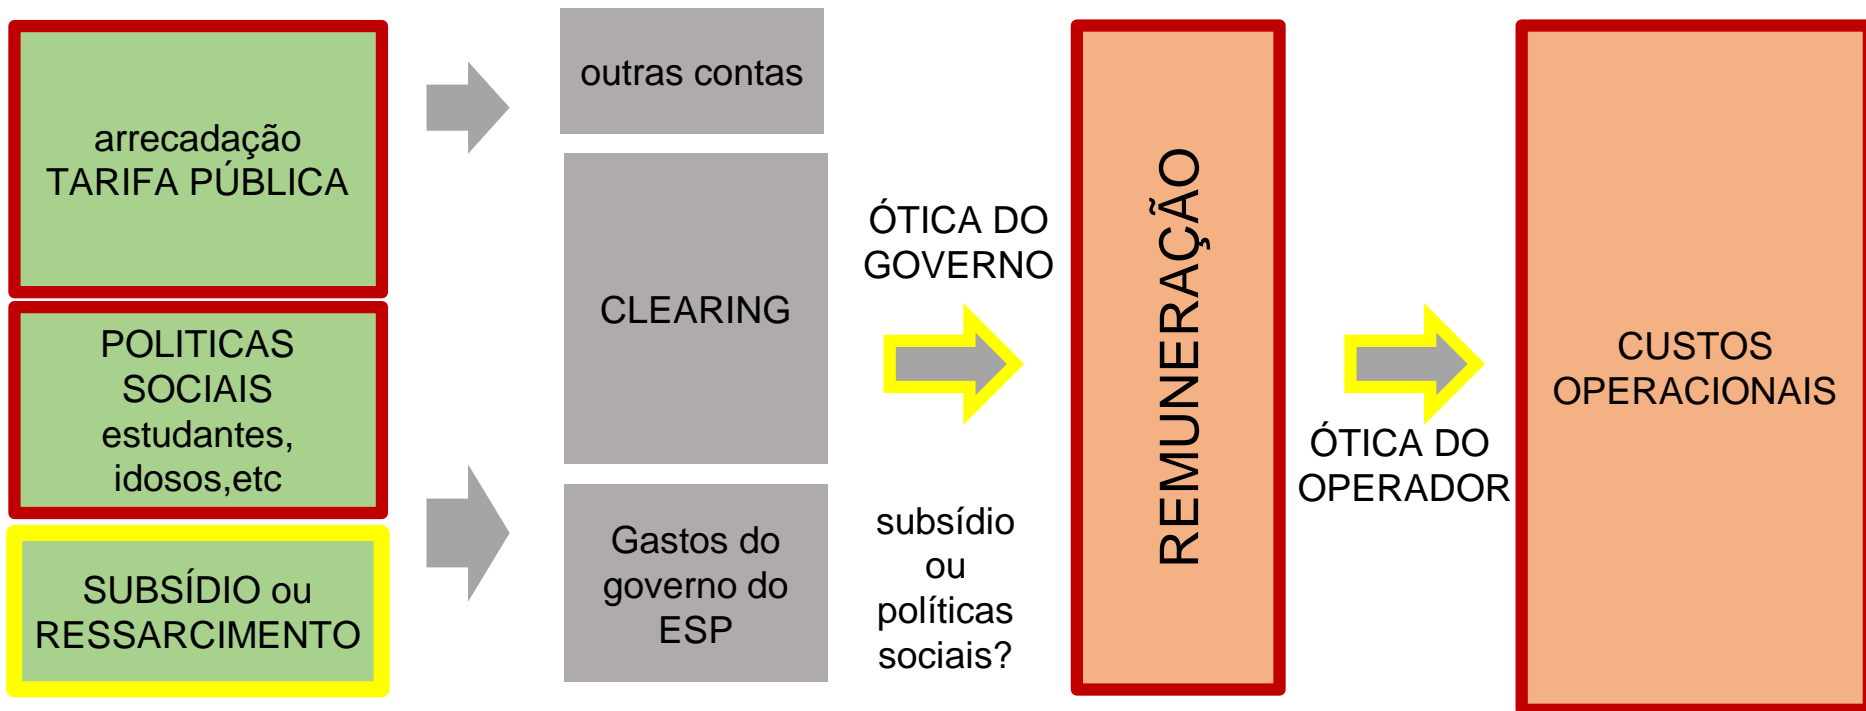 arrecadação
TARIFA PÚBLICA
POLITICAS
SOCIAIS
estudantes,
idosos,etc
SUBSÍDIO ou
RESSARCIMENTO
outras contas
CLEARING
Gastos do
governo do
ESP
ÓTICA DO
GOVERNO
subsídio
ou
políticas
sociais?
REMUNERAÇÃO
ÓTICA DO
OPERADOR
CUSTOS
OPERACIONAIS